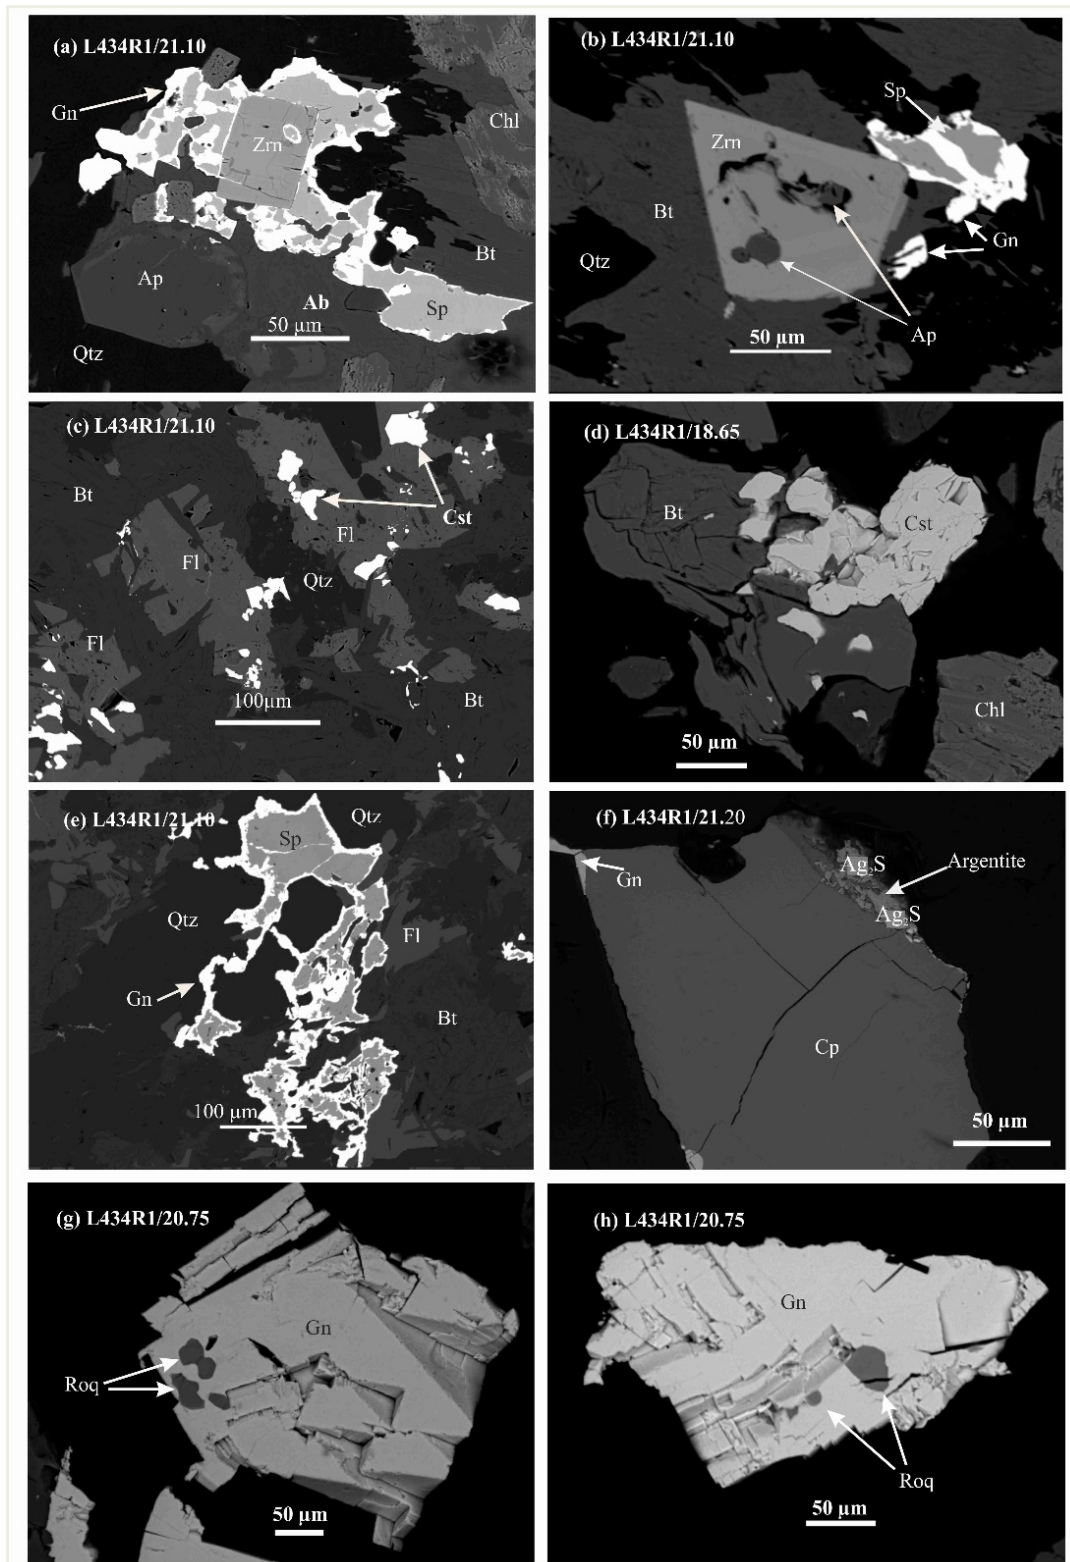 (a) L434R1/21.10
Gn
Zrn
Chl
Bt
Ap
Ab
Sp
50 µm
Qtz
(b) L434R1/21.10
Sp
Zrn
Bt
Gn
Qtz
Ap
50 µm
(c) L434R1/21.10
Bt
Cst
Fl
Fl
Qtz
Fl
Bt
100µm
(d) L434R1/18.65
Bt
Cst
Chl
50 µm
(e) L434R1/21.10
Sp
Qtz
Qtz
Fl
Gn
Bt
100 µm
(f) L434R1/21.20
Ag₂S
Argentite
Gn
Ag₂S
Cp
50 µm
(g) L434R1/20.75
Gn
Roq
50 µm
(h) L434R1/20.75
Gn
Roq
50 µm